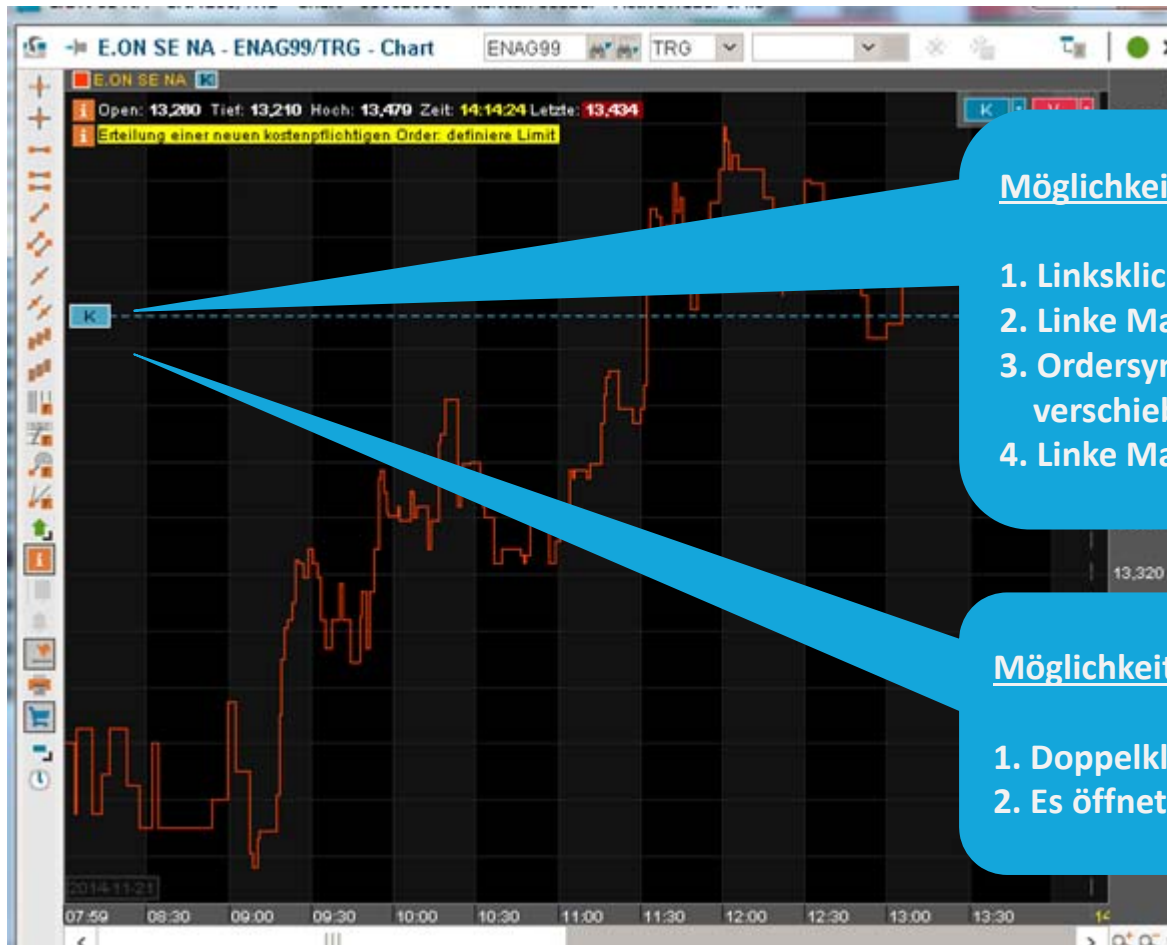 E.ON SE NA - ENAG99/TRG - Chart ENAG99 TRG
E.ON SE NA K
Open: 13,280 Tief: 13,210 Hoch: 13,479 Zeit: 14:14:24 Letzte: 13,434
K
Erteilung einer neuen kostenpflichtigen Order: definiere Limit
Möglichkei
1. Linksklic
2. Linke Ma
3. Ordersy
verschieb
4. Linke Ma
K
13,320
Möglichkeit
1. Doppelkl
2. Es öffnet
2014-11-21
07:59 08:30 09:00 09:30 10:00 10:30 11:00 11:30 12:00 12:30 13:00 13:30